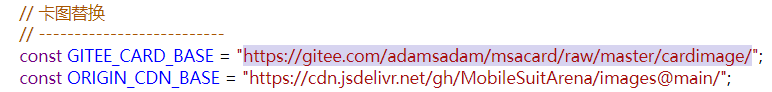 // 卡图替换
// --------------------------
const GITEE_CARD_BASE = "https://gitee.com/adamsadam/msacard/raw/master/cardimage/";
const ORIGIN_CDN_BASE = "https://cdn.jsdelivr.net/gh/MobileSuitArena/images@main/";